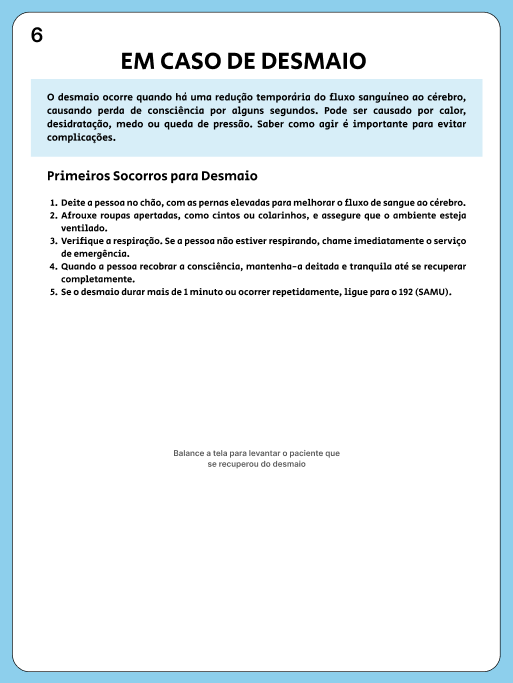 6
EM CASO DE DESMAIO
O desmaio ocorre quando há uma redução temporária do fluxo sanguíneo ao cérebro,
causando perda de consciência por alguns segundos. Pode ser causado por calor,
desidratação, medo ou queda de pressão. Saber como agir é importante para evitar
complicações.
Primeiros Socorros para Desmaio
1. Deite a pessoa no chão, com as pernas elevadas para melhorar o fluxo de sangue ao cérebro.
2. Afrouxe roupas apertadas, como cintos ou colarinhos, e assegure que o ambiente esteja
ventilado.
3. Verifique a respiração. Se a pessoa não estiver respirando, chame imediatamente o serviço
de emergência.
4. Quando a pessoa recobrar a consciência, mantenha-a deitada e tranquila até se recuperar
completamente.
5. Se o desmaio durar mais de 1 minuto ou ocorrer repetidamente, ligue para o 192 (SAMU).
Balance a tela para levantar o paciente que
se recuperou do desmaio